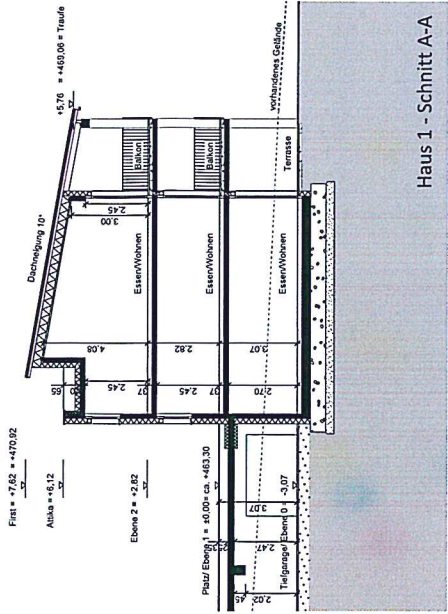 Haus 1 - Schnitt A-A
First = +7,62 = +470,92
Attika = +6,12
Ebene 2 = +2,82
Platz/ Ebene 1 = ±0,00= ca. +463,30
Tiefgarage/ Ebene 0 = -3,07
Dachneigung 10°
+5,76 = +469,06 = Traufe
65
4.08
2.45
3.00
2.45
Essen/Wohnen
Balkon
37
2.82
2.45
Essen/Wohnen
Balkon
37
3.07
2.70
Essen/Wohnen
Terrasse
vorhandenes Gelände
3.07
2.47
2.02
45